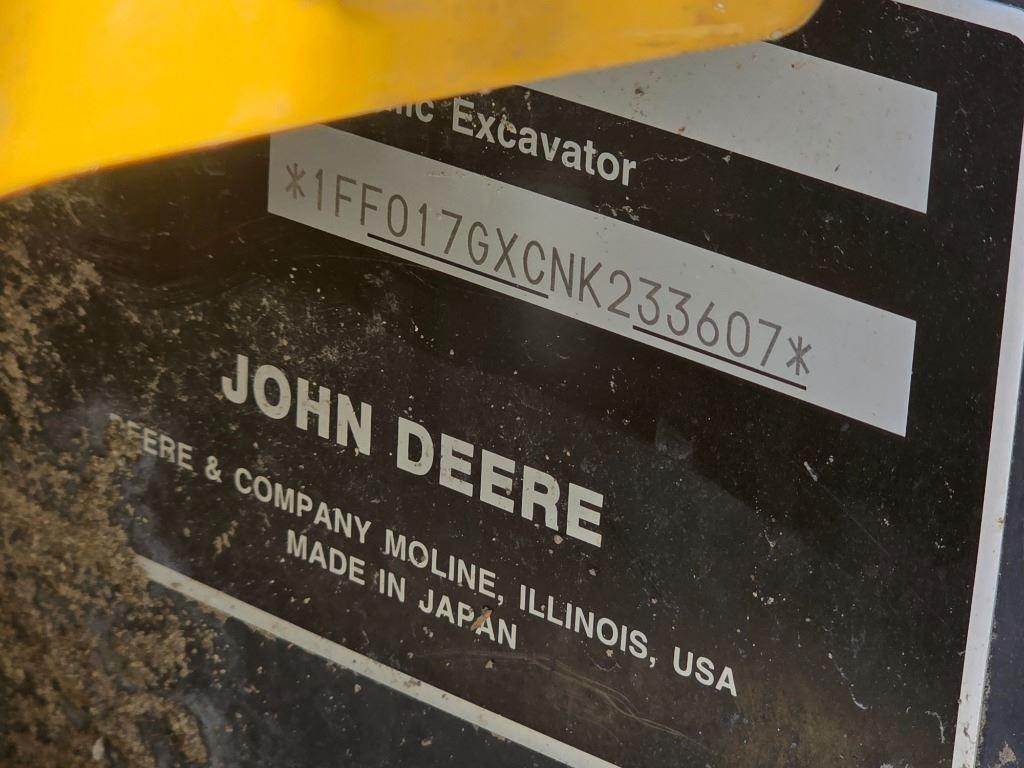 Excavator
*1FF017GXCNK233607*
JOHN DEERE
DEERE & COMPANY MOLINE, ILLINOIS, USA
MADE IN JAPAN